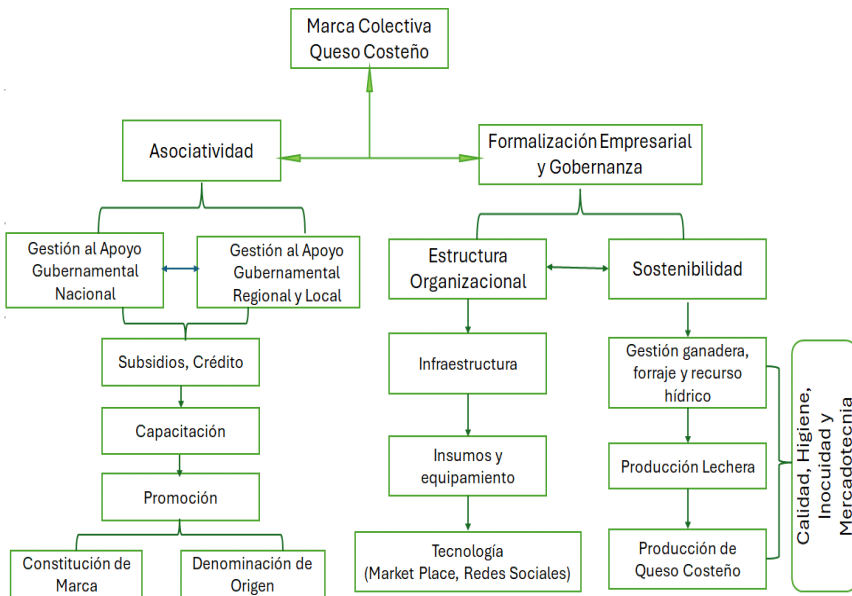 Marca Colectiva
Queso Costeño
Asociatividad
Formalización Empresarial
y Gobernanza
Gestión al Apoyo
Gubernamental
Nacional
Gestión al Apoyo
Gubernamental
Regional y Local
Estructura
Organizacional
Sostenibilidad
Subsidios, Crédito
Infraestructura
Gestión ganadera,
forraje y recurso
hídrico
Capacitación
Insumos y
equipamiento
Producción Lechera
Promoción
Constitución de
Marca
Denominación de
Origen
Tecnología
(Market Place, Redes Sociales)
Producción de
Queso Costeño
Calidad, Higiene,
Inocuidad y
Mercadotecnia